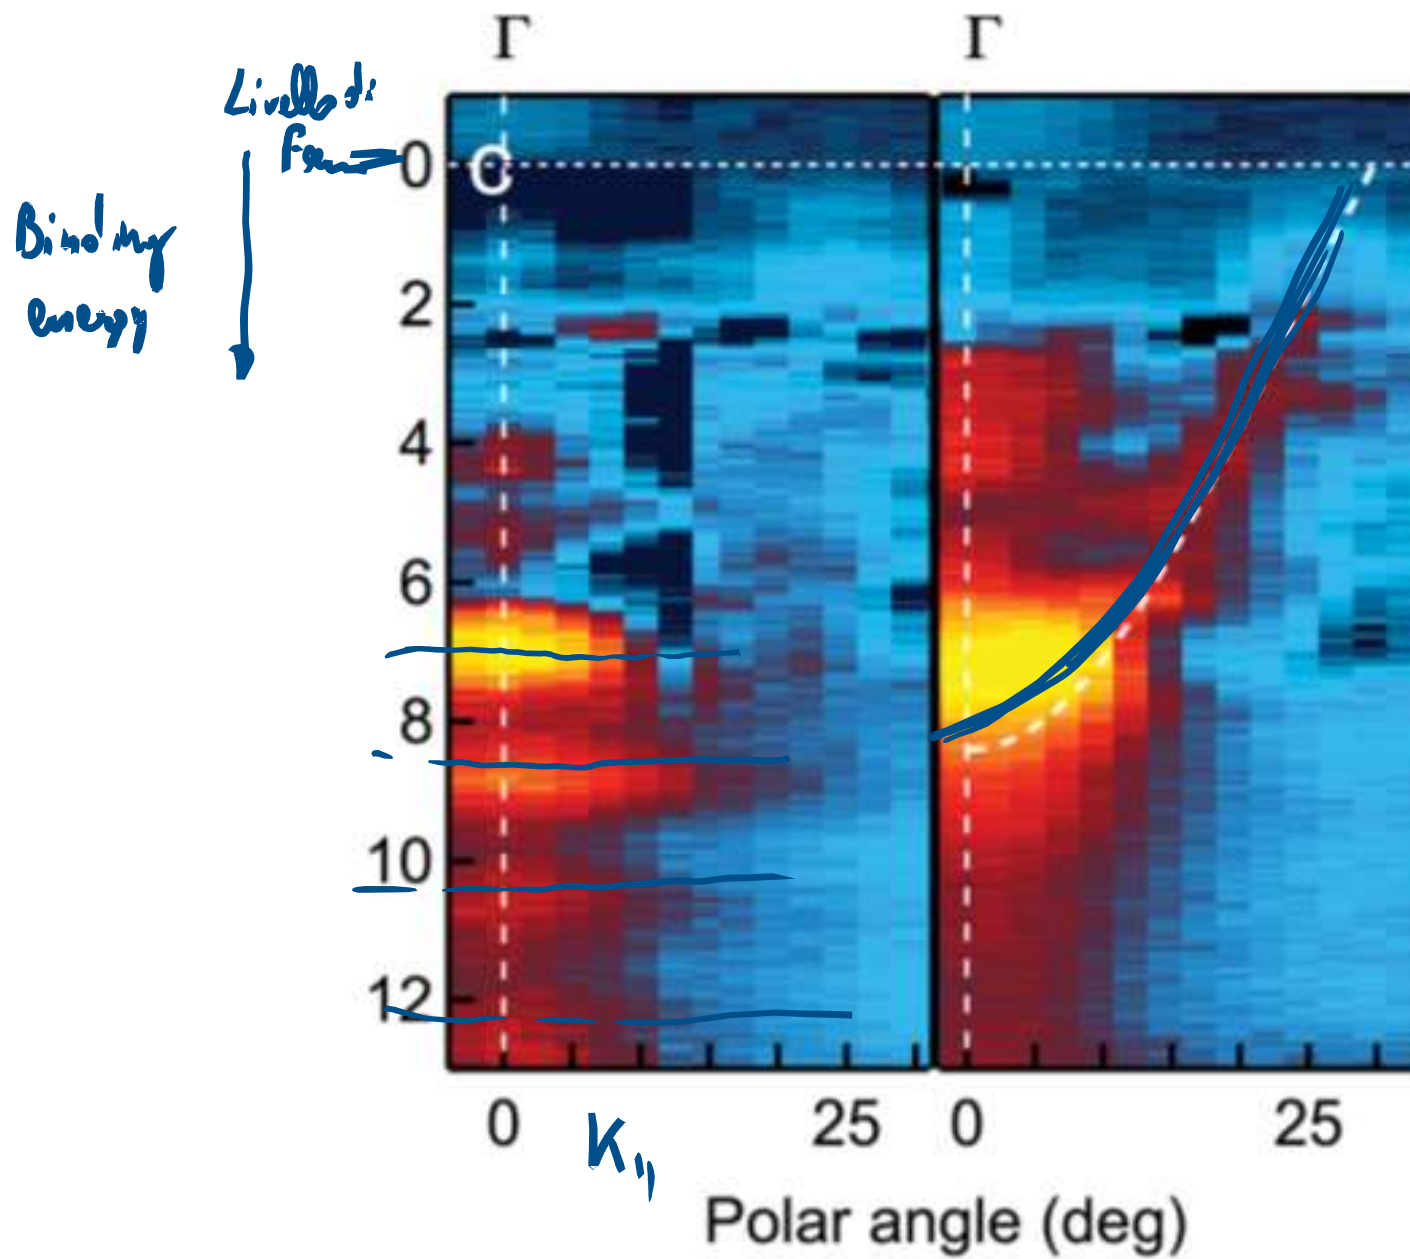 Γ Γ
Livello di
Fermi
Binding
energy
0
C
2
4
6
8
10
12
0 25 0 25
K,,
Polar angle (deg)